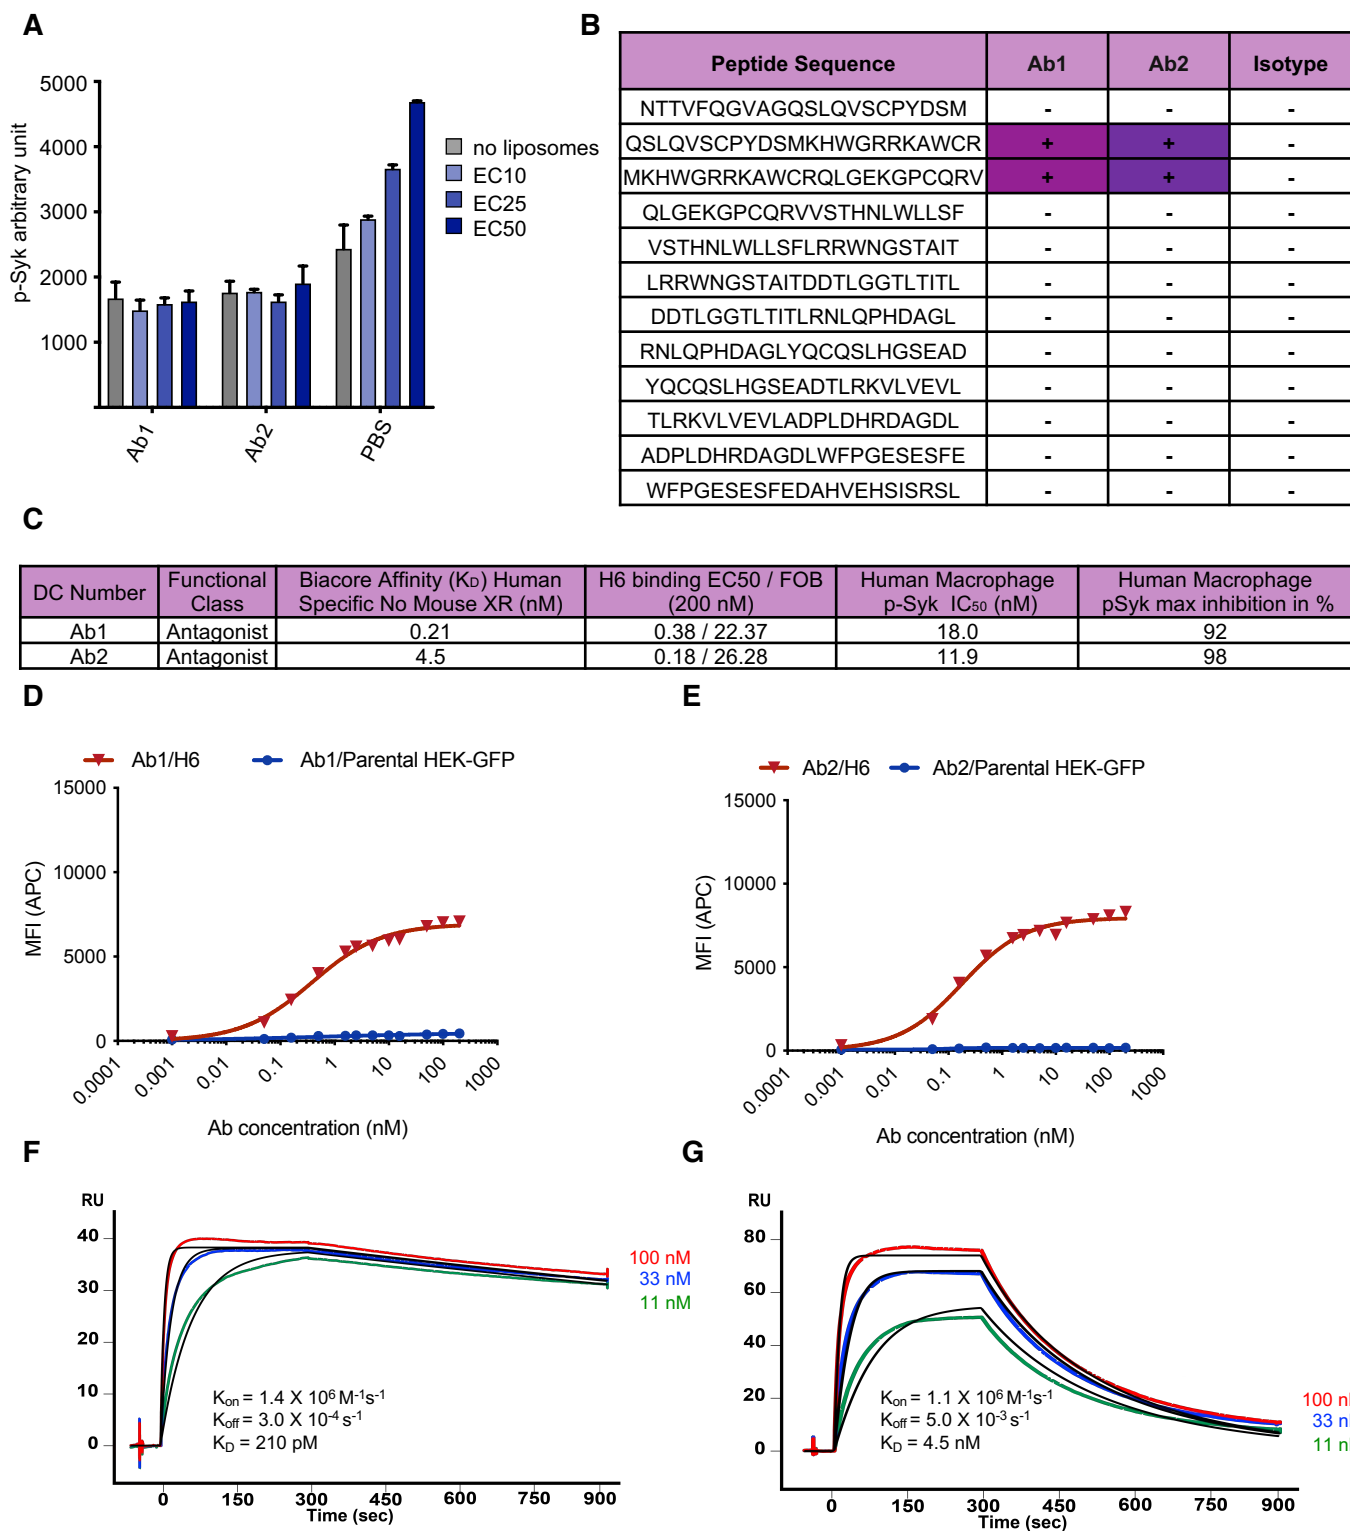 A
p-Syk arbitrary unit
5000
4000
3000
2000
1000
no liposomes
EC10
EC25
EC50
Ab1
Ab2
PBS
B
Peptide Sequence Ab1 Ab2 Isotype
NTTVFQGVAGQSLQVSCPYDSM - - -
QSLQVSCPYDSMKHWGRRKAWCR + + -
MKHWGRRKAWCRQLGEKGPCQRV + + -
QLGEKGPCQRVVSTHNLWLLSF - - -
VSTHNLWLLSFLRRWNGSTAIT - - -
LRRWNGSTAITDDTLGGTLTITL - - -
DDTLGGTLTITLRNLQPHDAGL - - -
RNLQPHDAGLYQCQSLHGSEAD - - -
YQCQSLHGSEADTLRKVLVEVL - - -
TLRKVLVEVLADPLDHRDAGDL - - -
ADPLDHRDAGDLWFPGESESFE - - -
WFPGESESFEDAHVEHSISRSL - - -
C
DC Number
Functional
Class
Biacore Affinity (KD) Human
Specific No Mouse XR (nM)
H6 binding EC50 / FOB
(200 nM)
Human Macrophage
p-Syk IC50 (nM)
Human Macrophage
pSyk max inhibition in %
Ab1 Antagonist 0.21 0.38 / 22.37 18.0 92
Ab2 Antagonist 4.5 0.18 / 26.28 11.9 98
D
Ab1/H6 Ab1/Parental HEK-GFP
MFI (APC)
15000
10000
5000
0
0.0001 0.001 0.01 0.1 1 10 100 1000
Ab concentration (nM)
E
Ab2/H6 Ab2/Parental HEK-GFP
MFI (APC)
15000
10000
5000
0
0.0001 0.001 0.01 0.1 1 10 100 1000
Ab concentration (nM)
F
RU
40
30
20
10
0
100 nM
33 nM
11 nM
Kon = 1.4 X 10⁶ M⁻¹s⁻¹
Koff = 3.0 X 10⁻⁴ s⁻¹
KD = 210 pM
0 150 300 450 600 750 900
Time (sec)
G
RU
80
60
40
20
0
Kon = 1.1 X 10⁶ M⁻¹s⁻¹
Koff = 5.0 X 10⁻³ s⁻¹
KD = 4.5 nM
100 nM
33 nM
11 nM
0 150 300 450 600 750 900
Time (sec)